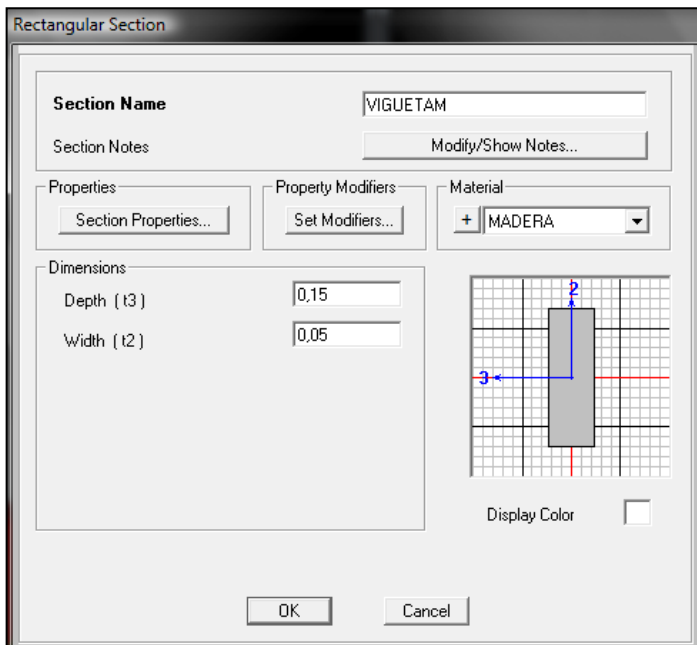 Rectangular Section
Section Name VIGUETAM
Section Notes Modify/Show Notes...
Properties Property Modifiers Material
Section Properties... Set Modifiers... + MADERA
Dimensions
Depth ( t3 ) 0,15
Width ( t2 ) 0,05
2
3
Display Color
OK Cancel